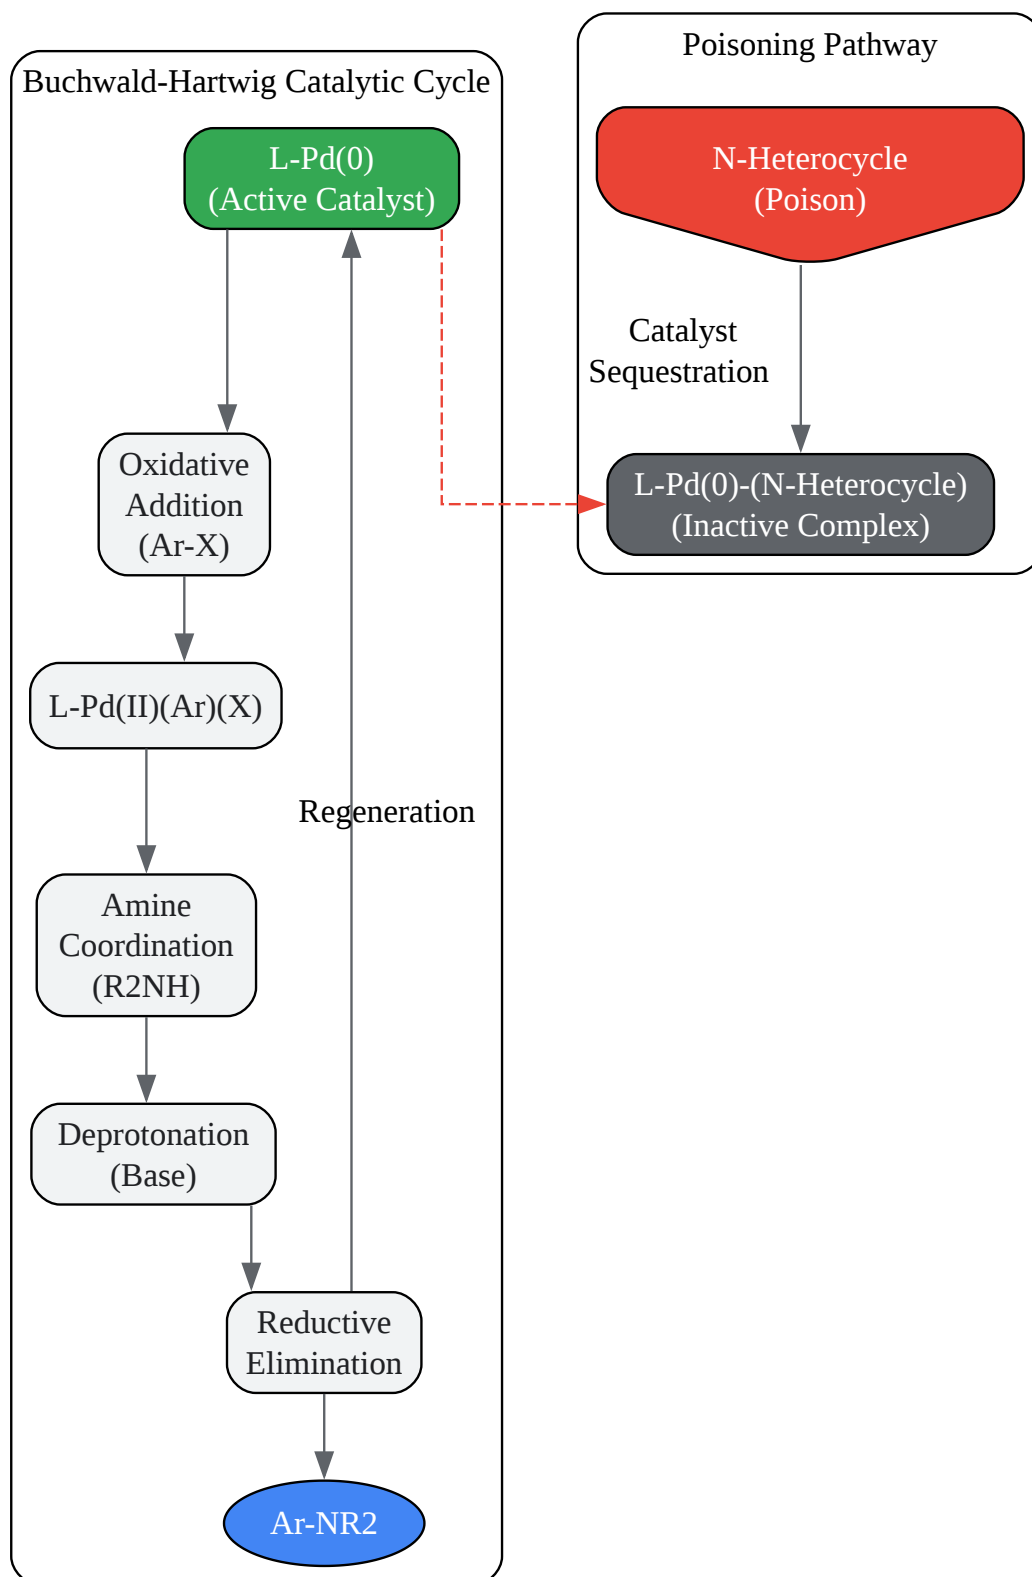 Buchwald-Hartwig Catalytic Cycle
L-Pd(0)
(Active Catalyst)
Oxidative
Addition
(Ar-X)
L-Pd(II)(Ar)(X)
Regeneration
Amine
Coordination
(R2NH)
Deprotonation
(Base)
Reductive
Elimination
Ar-NR2
Poisoning Pathway
N-Heterocycle
(Poison)
Catalyst
Sequestration
L-Pd(0)-(N-Heterocycle)
(Inactive Complex)